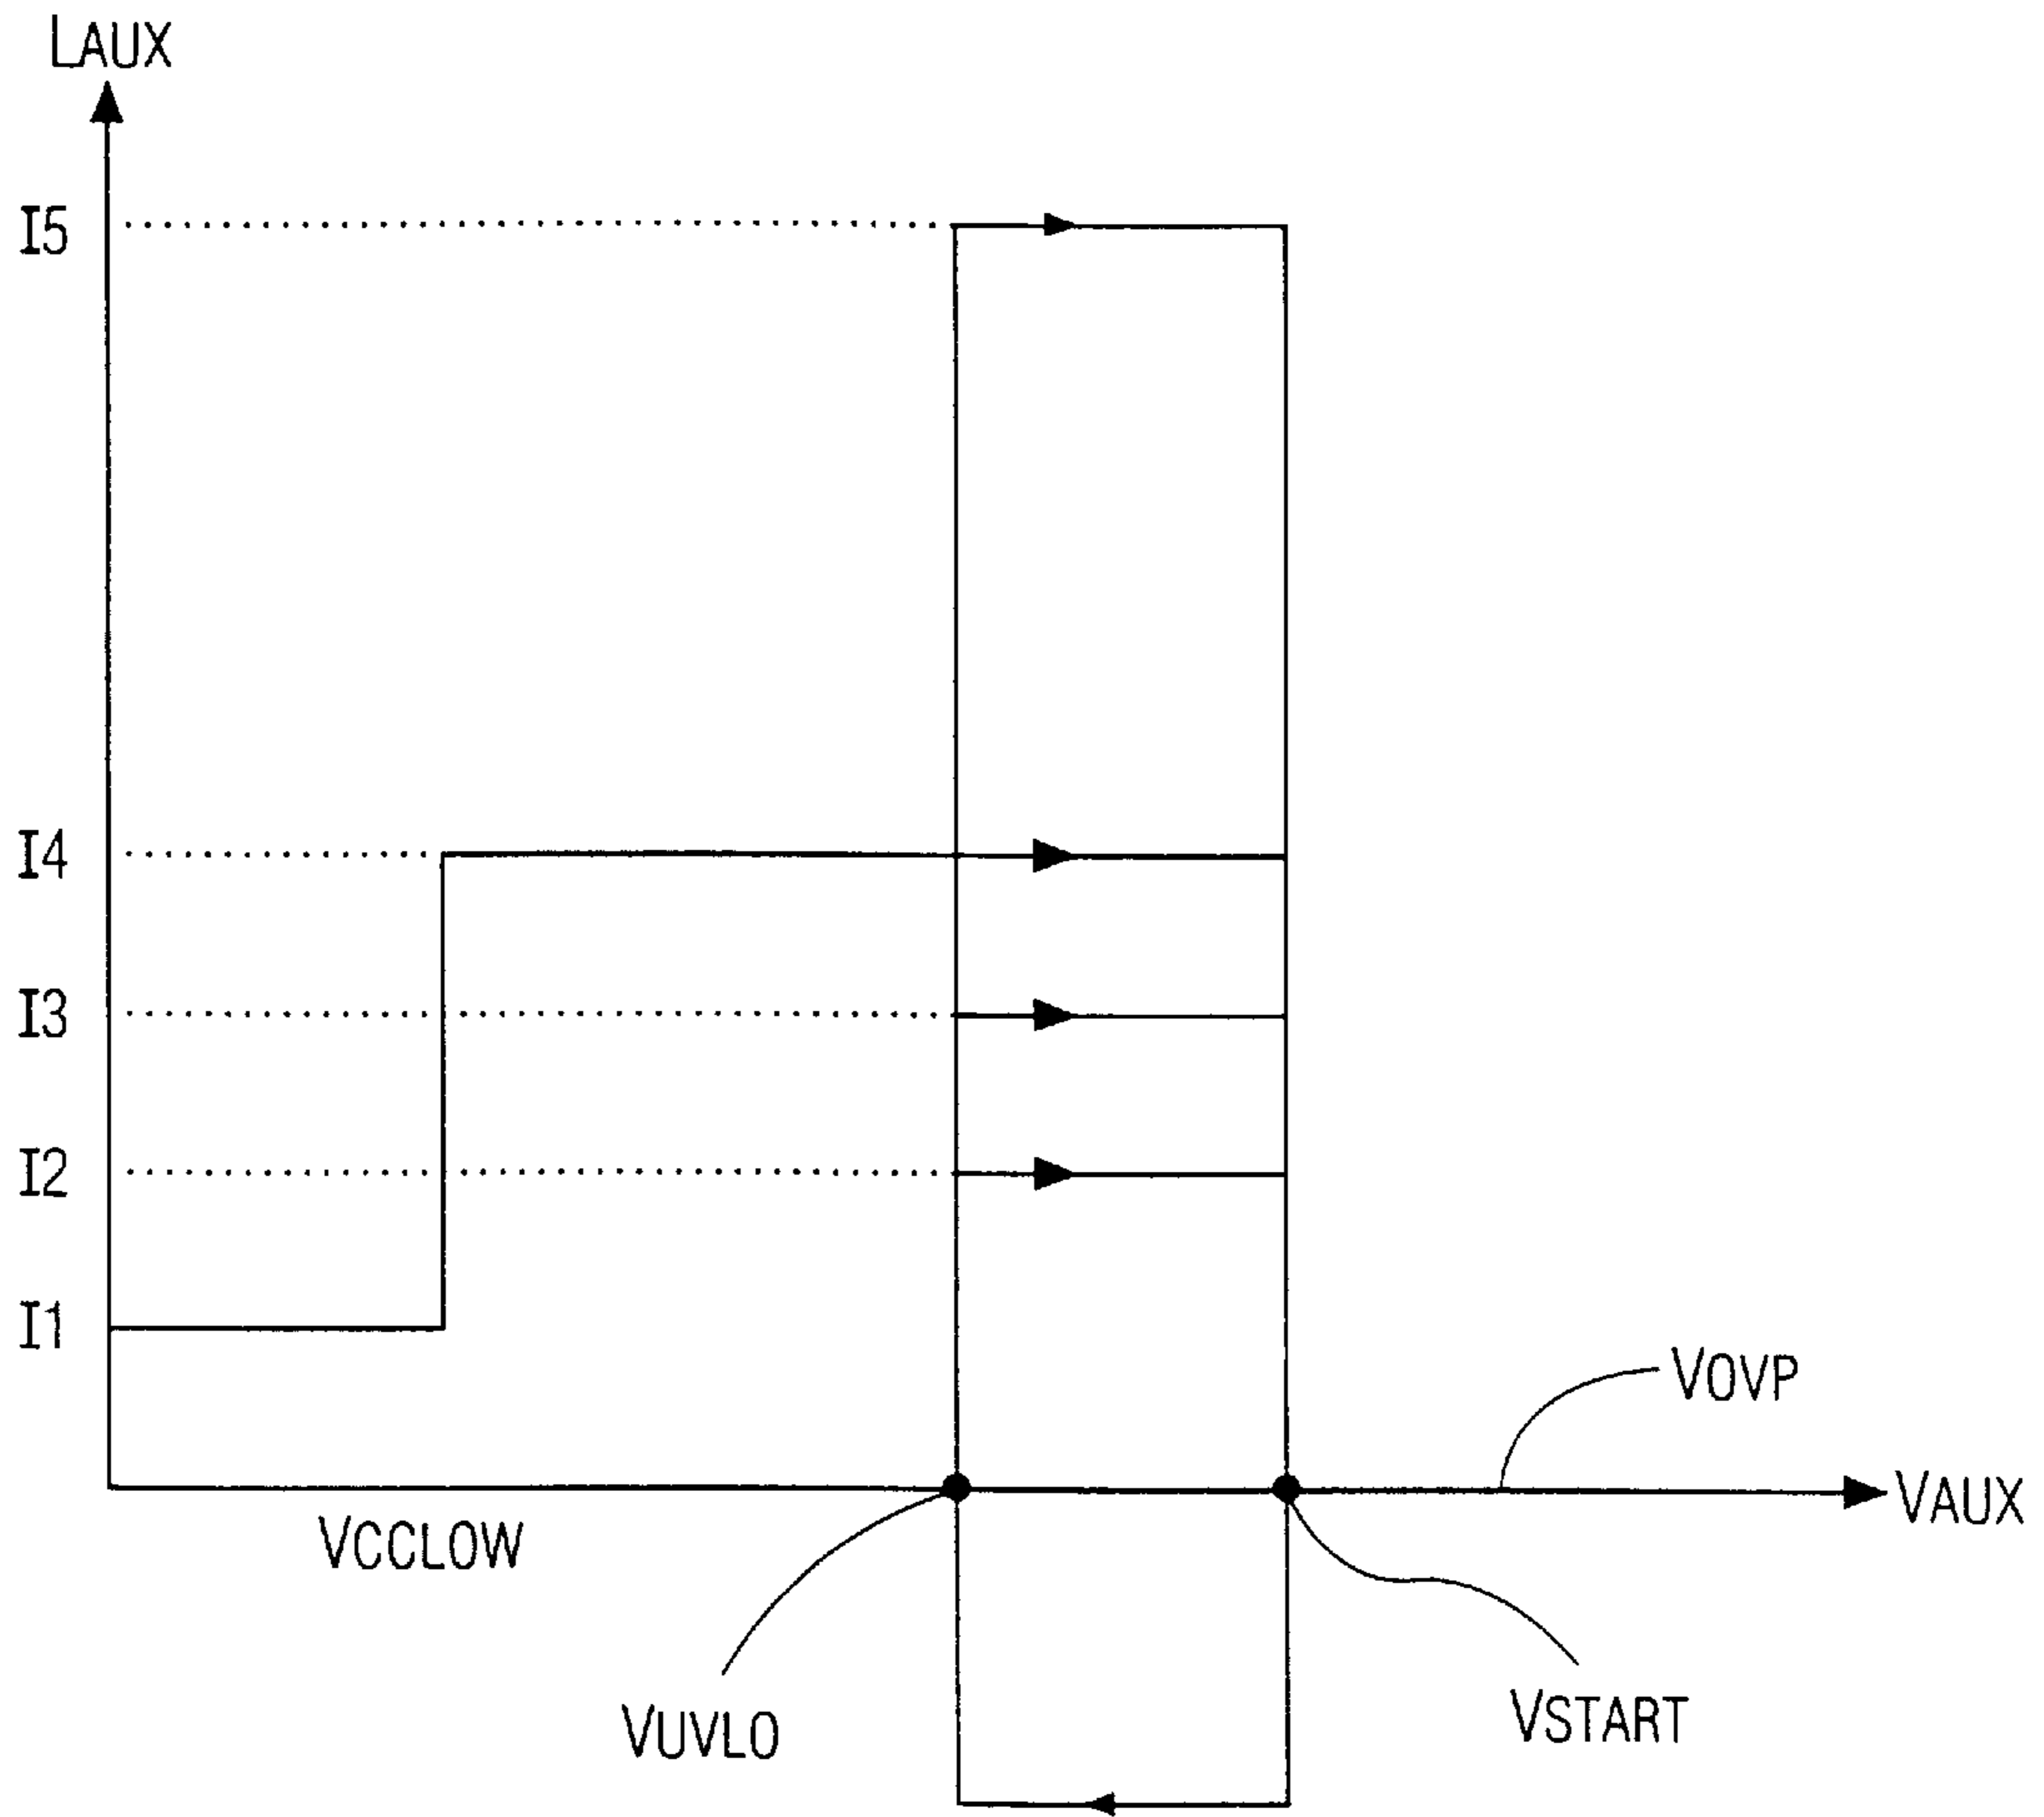 LAUX
I5
I4
I3
I2
I1
VOVP
VAUX
VCCLOW
VUVLO
VSTART